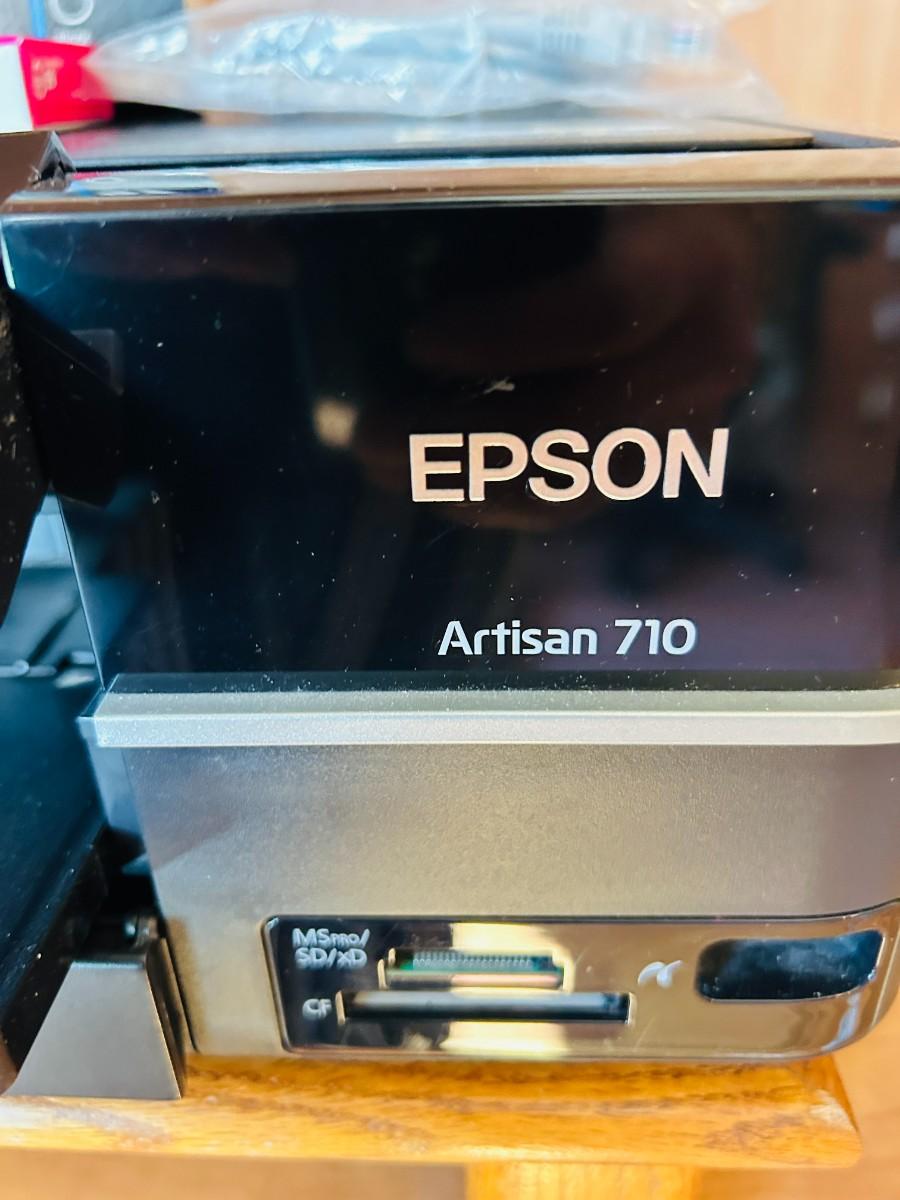 EPSON
Artisan 710
MSPRO/
SD/xD
CF